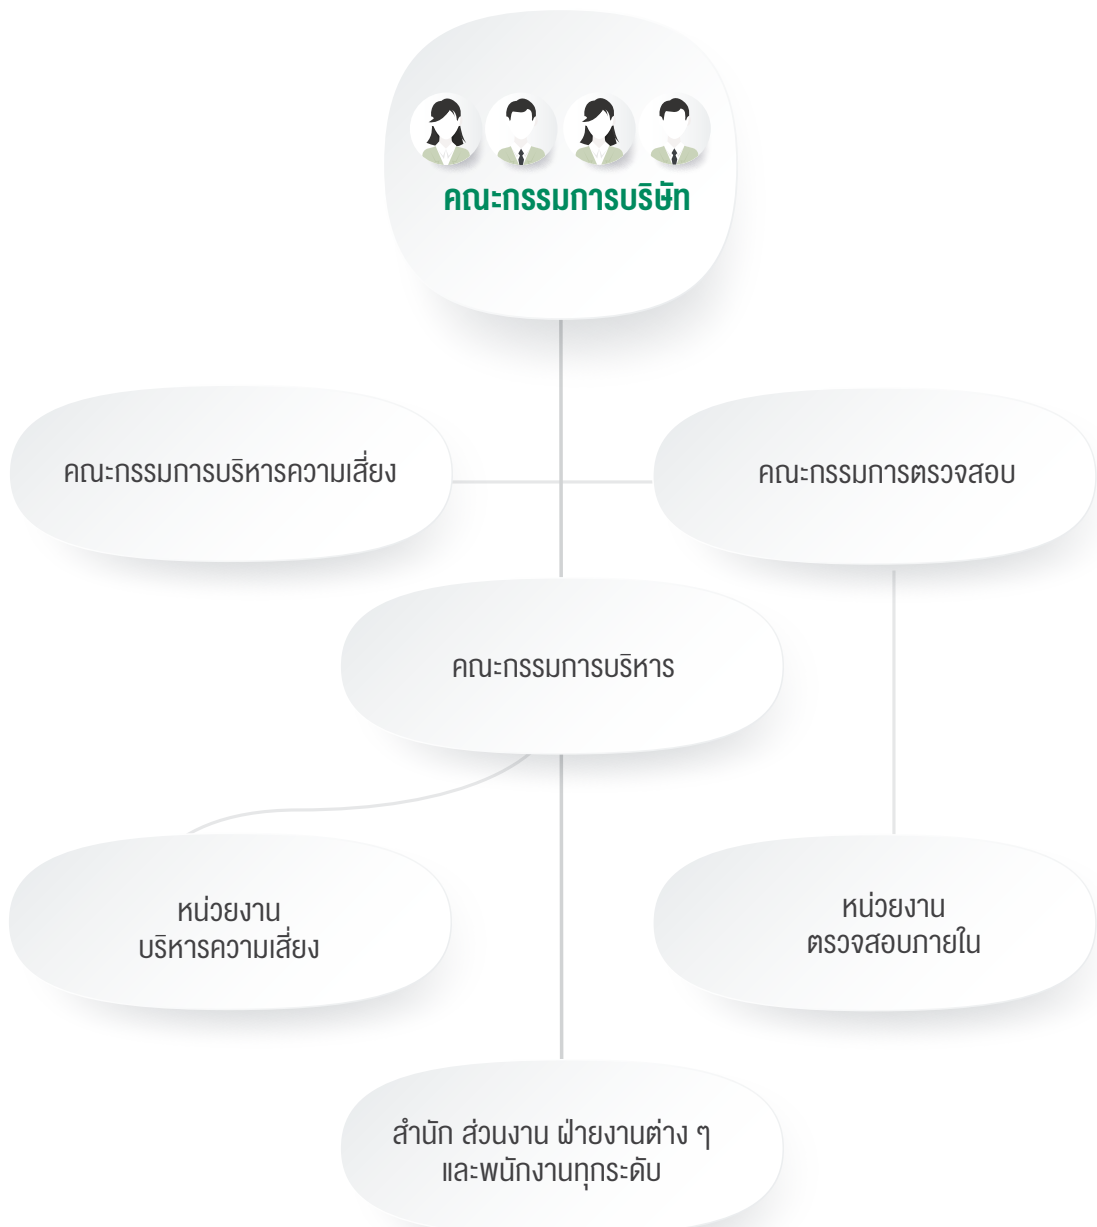 คณะกรรมการบริษัท
คณะกรรมการบริหารความเสี่ยง
คณะกรรมการตรวจสอบ
คณะกรรมการบริหาร
หน่วยงาน
บริหารความเสี่ยง
หน่วยงาน
ตรวจสอบภายใน
สำนัก ส่วนงาน ฝ่ายงานต่าง ๆ
และพนักงานทุกระดับ